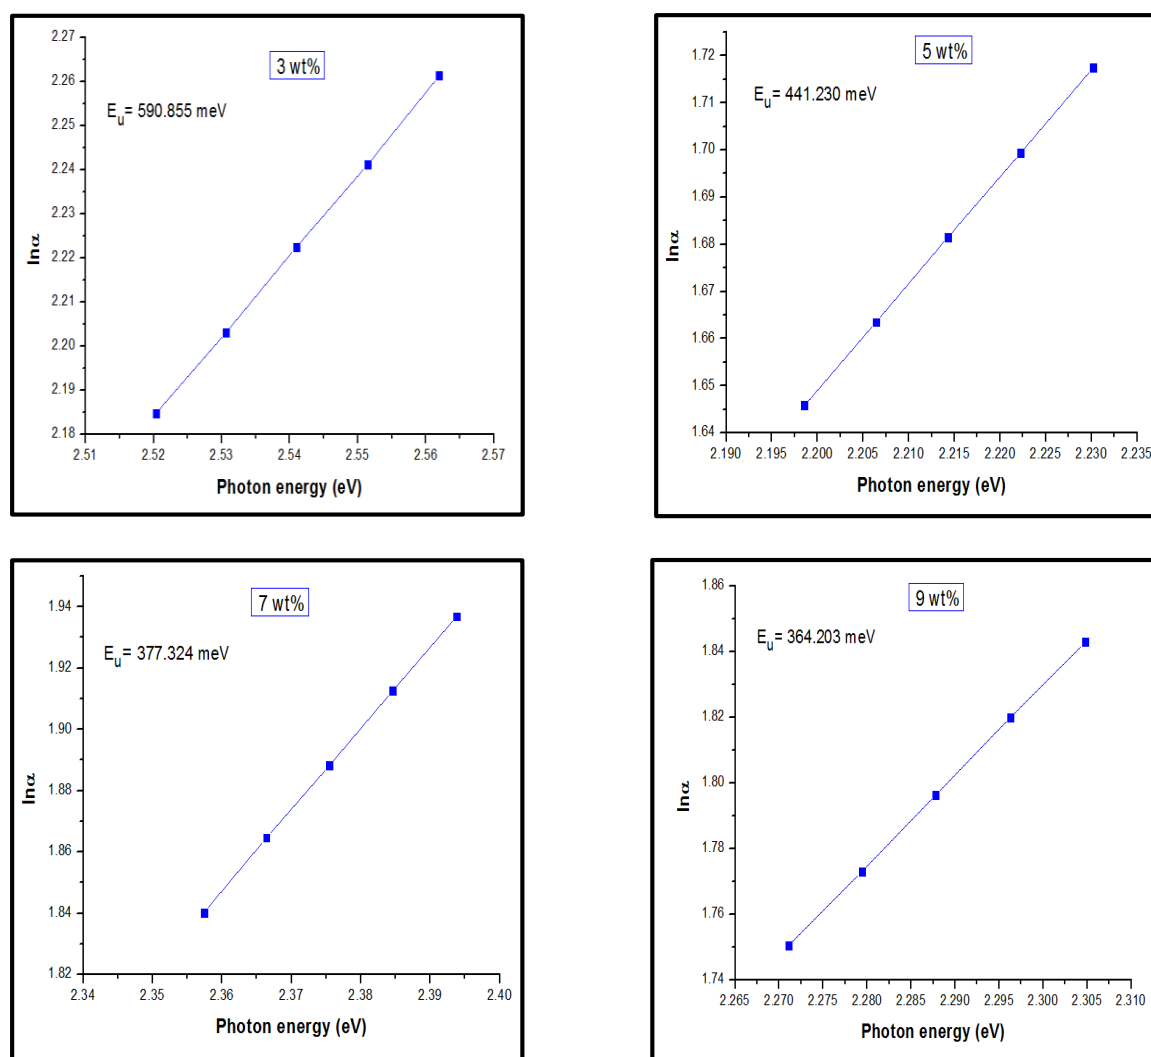 3 wt%
E_u= 590.855 meV
2.27
2.26
2.25
2.24
2.23
2.22
2.21
2.20
2.19
2.18
lnα
2.51 2.52 2.53 2.54 2.55 2.56 2.57
Photon energy (eV)
5 wt%
E_u= 441.230 meV
1.72
1.71
1.70
1.69
1.68
1.67
1.66
1.65
1.64
lnα
2.190 2.195 2.200 2.205 2.210 2.215 2.220 2.225 2.230 2.235
Photon energy (eV)
7 wt%
E_u= 377.324 meV
1.94
1.92
1.90
1.88
1.86
1.84
1.82
lnα
2.34 2.35 2.36 2.37 2.38 2.39 2.40
Photon energy (eV)
9 wt%
E_u= 364.203 meV
1.86
1.84
1.82
1.80
1.78
1.76
1.74
lnα
2.265 2.270 2.275 2.280 2.285 2.290 2.295 2.300 2.305 2.310
Photon energy (eV)